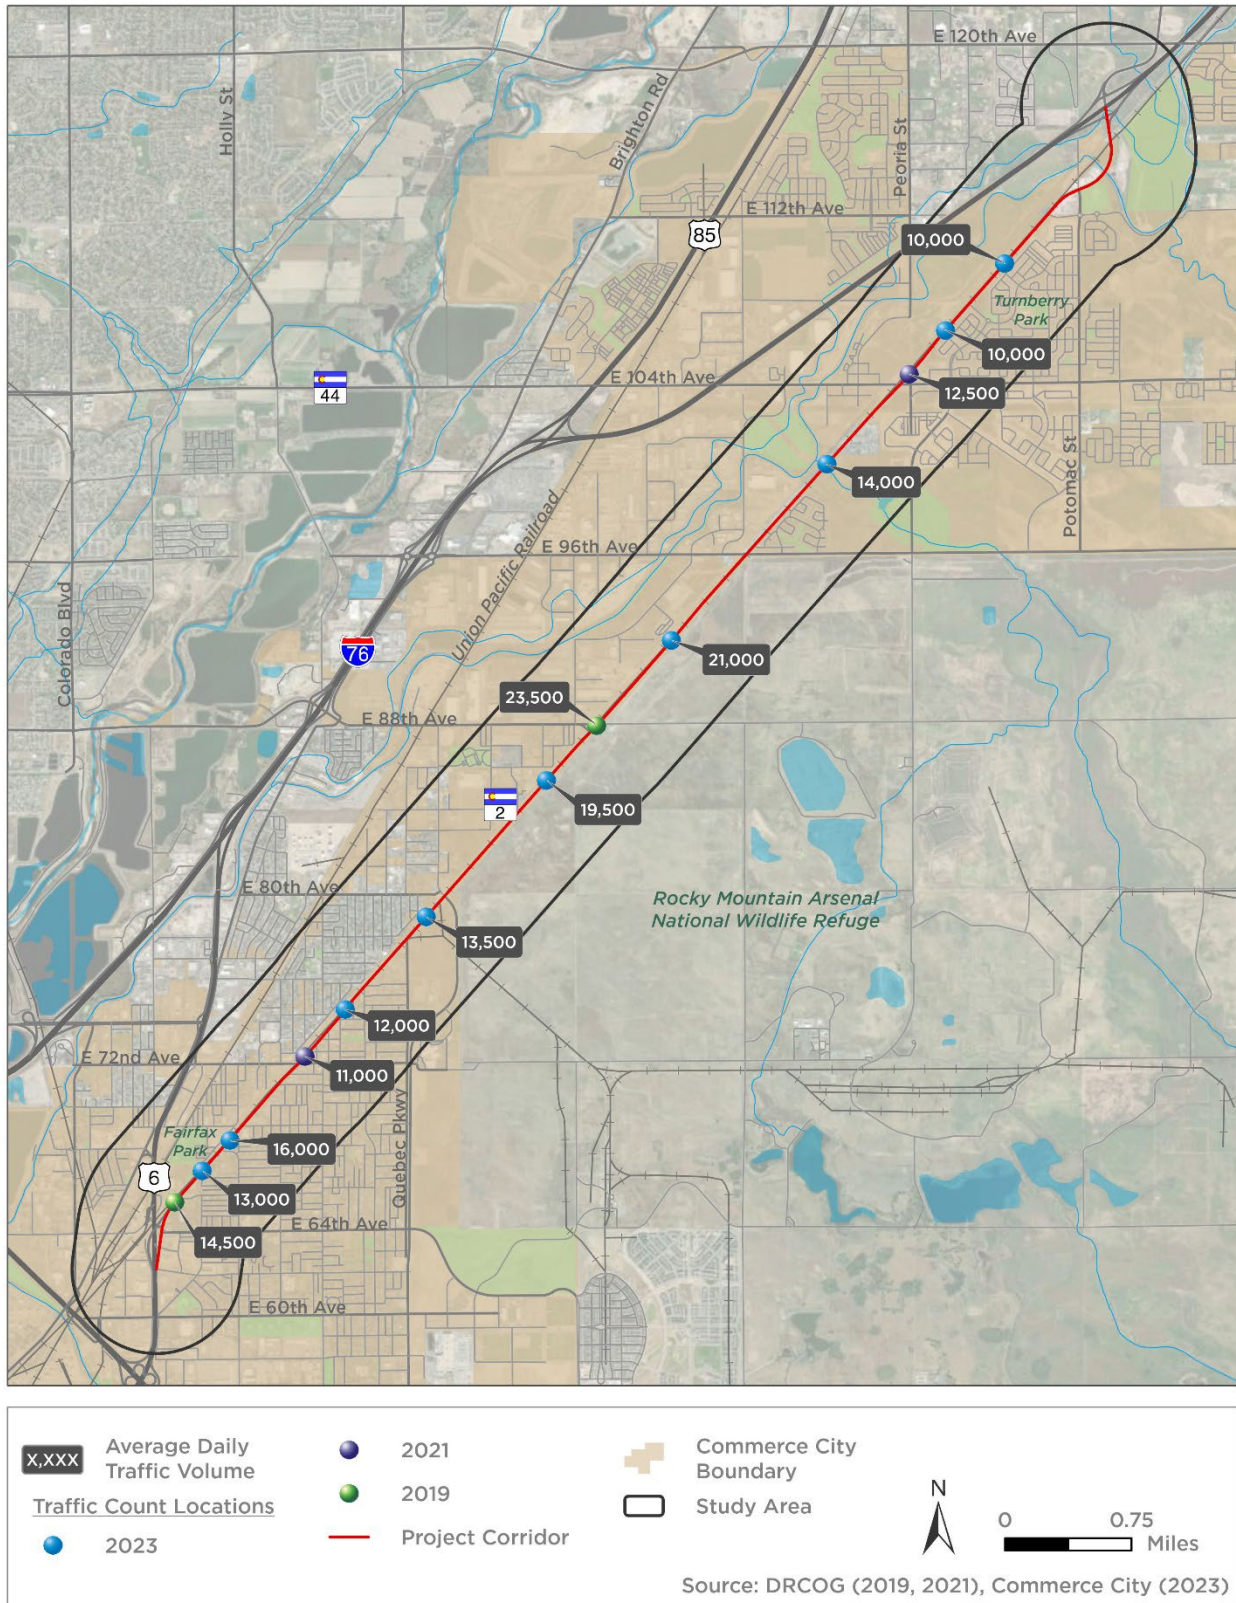 E 120th Ave
Holly St
Brighton Rd
Peoria St
E 112th Ave
85
10,000
Turnberry
Park
10,000
E 104th Ave
44
12,500
14,000
Potomac St
E 96th Ave
Union Pacific Railroad
Colorado Blvd
76
21,000
23,500
E 88th Ave
2
19,500
E 80th Ave
Rocky Mountain Arsenal
National Wildlife Refuge
13,500
12,000
E 72nd Ave
11,000
Quebec Pkwy
Fairfax
Park
16,000
6
13,000
E 64th Ave
14,500
E 60th Ave
X,XXX
Average Daily
Traffic Volume
Traffic Count Locations
2023
2021
2019
Project Corridor
Commerce City
Boundary
Study Area
N
0 0.75
Miles
Source: DRCOG (2019, 2021), Commerce City (2023)